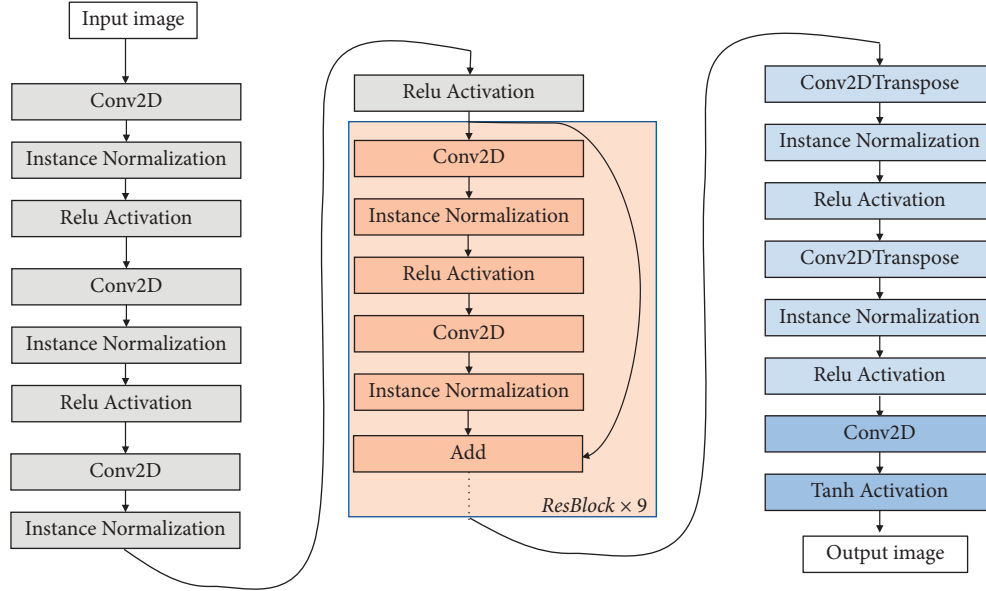 Input image
Conv2D
Instance Normalization
Relu Activation
Conv2D
Instance Normalization
Relu Activation
Conv2D
Instance Normalization
Relu Activation
Conv2D
Instance Normalization
Relu Activation
Conv2D
Instance Normalization
Add
ResBlock × 9
Conv2DTranspose
Instance Normalization
Relu Activation
Conv2DTranspose
Instance Normalization
Relu Activation
Conv2D
Tanh Activation
Output image